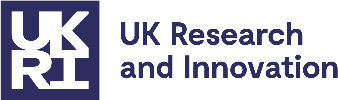 UK
RI
UK Research
and Innovation